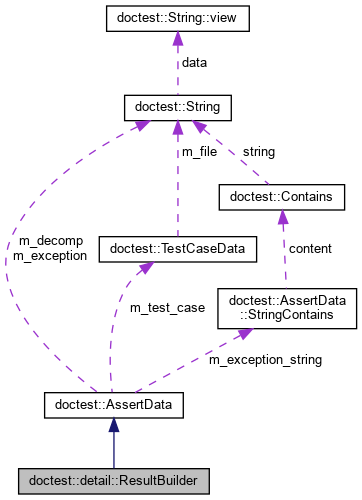 doctest::String::view
data
doctest::String
m_file
string
doctest::Contains
m_decomp
m_exception
doctest::TestCaseData
content
m_test_case
doctest::AssertData
::StringContains
m_exception_string
doctest::AssertData
doctest::detail::ResultBuilder